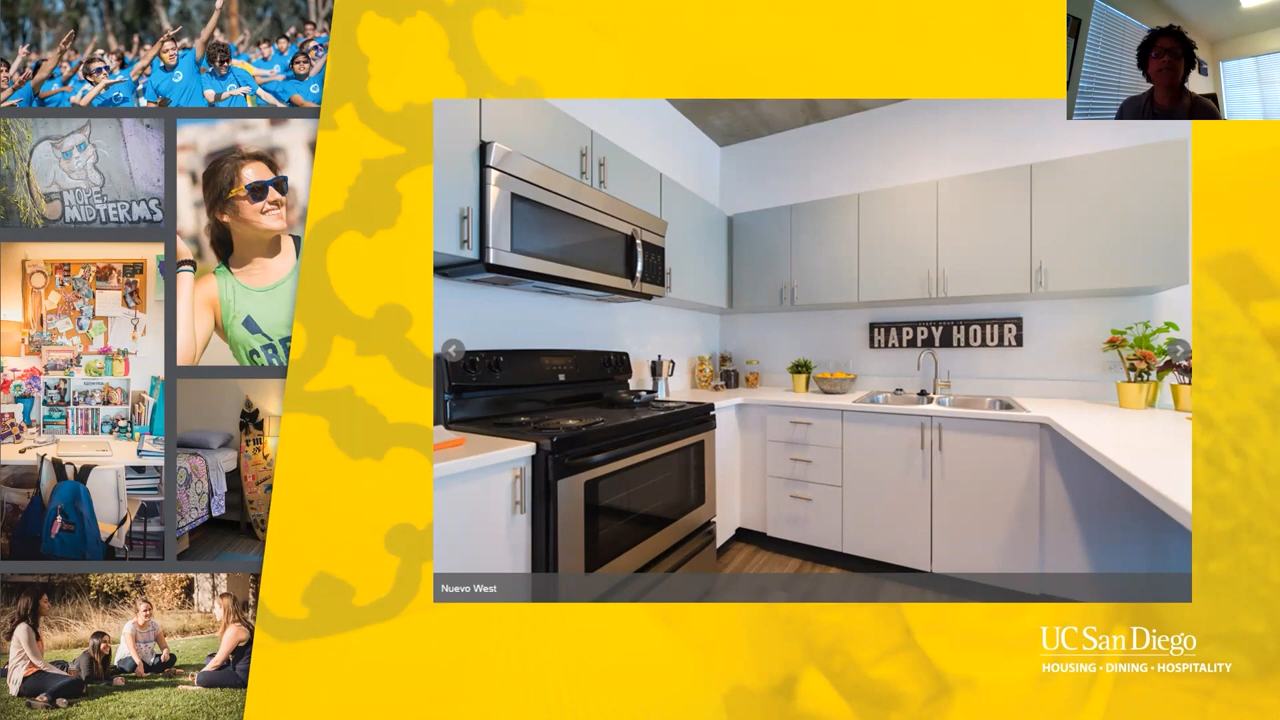 NOPE,
MIDTERMS
HAPPY HOUR
Nuevo West
UC San Diego
HOUSING • DINING • HOSPITALITY